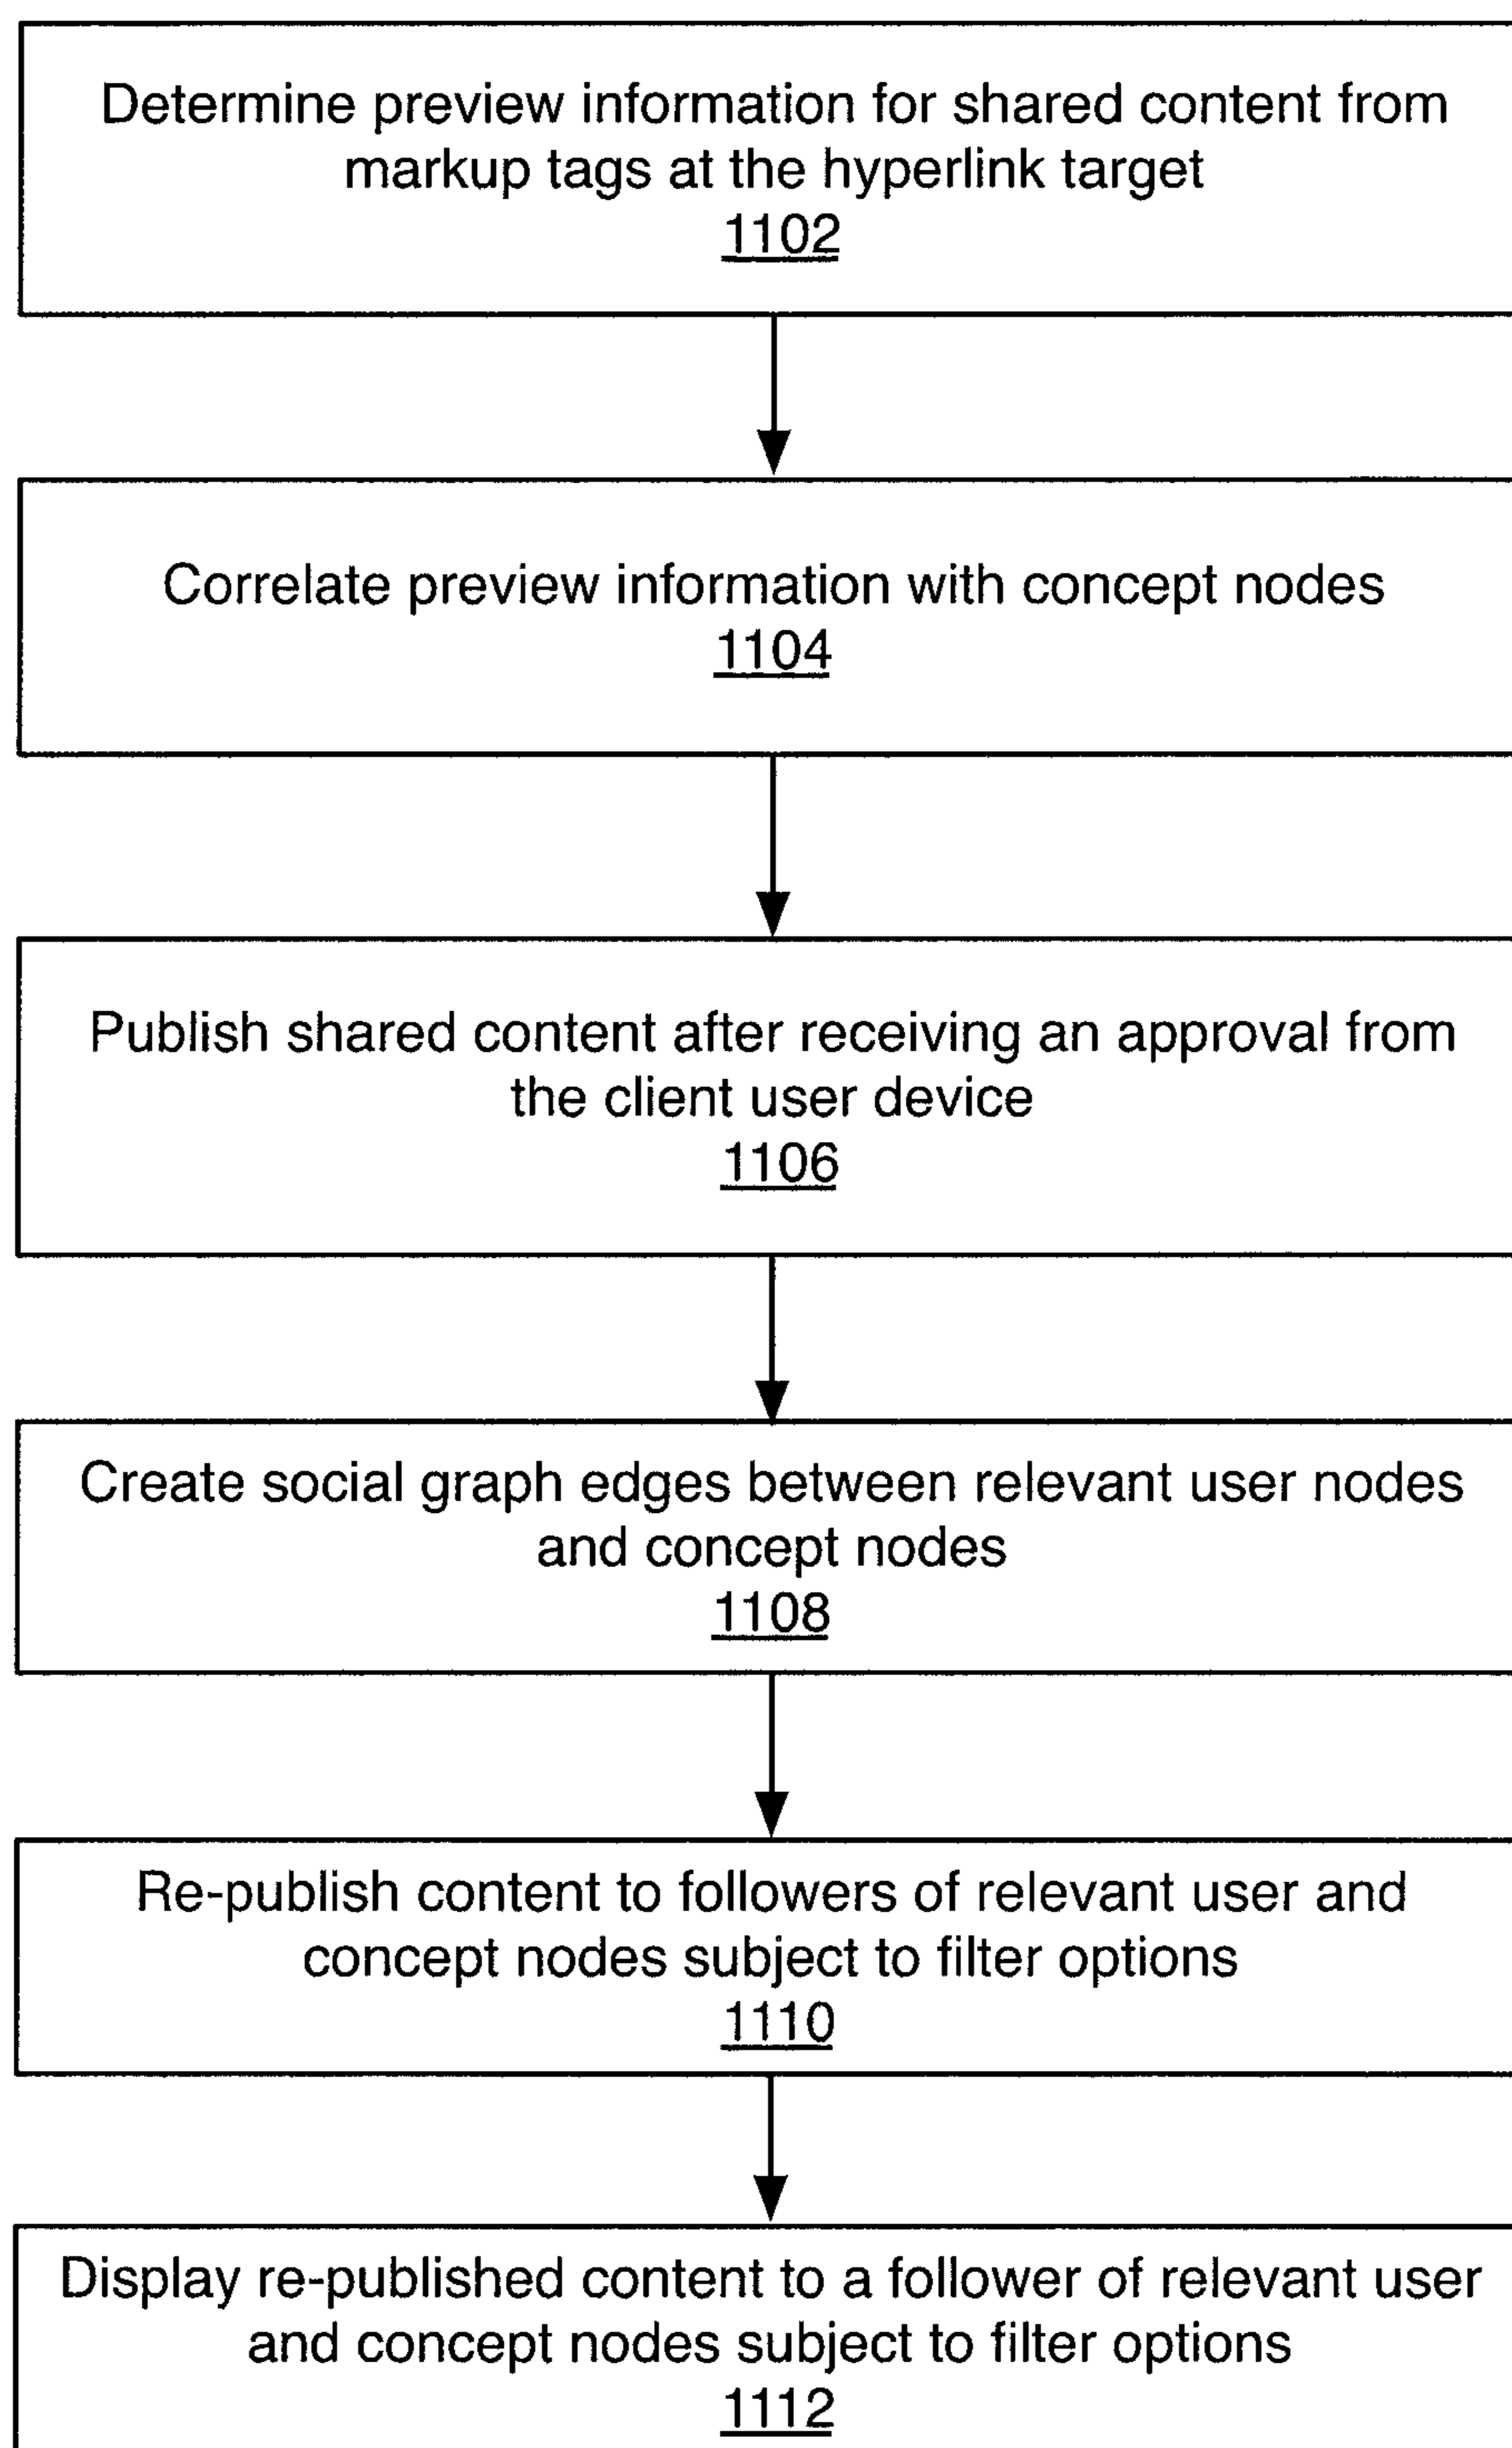 Determine preview information for shared content from
markup tags at the hyperlink target
1102
Correlate preview information with concept nodes
1104
Publish shared content after receiving an approval from
the client user device
1106
Create social graph edges between relevant user nodes
and concept nodes
1108
Re-publish content to followers of relevant user and
concept nodes subject to filter options
1110
Display re-published content to a follower of relevant user
and concept nodes subject to filter options
1112